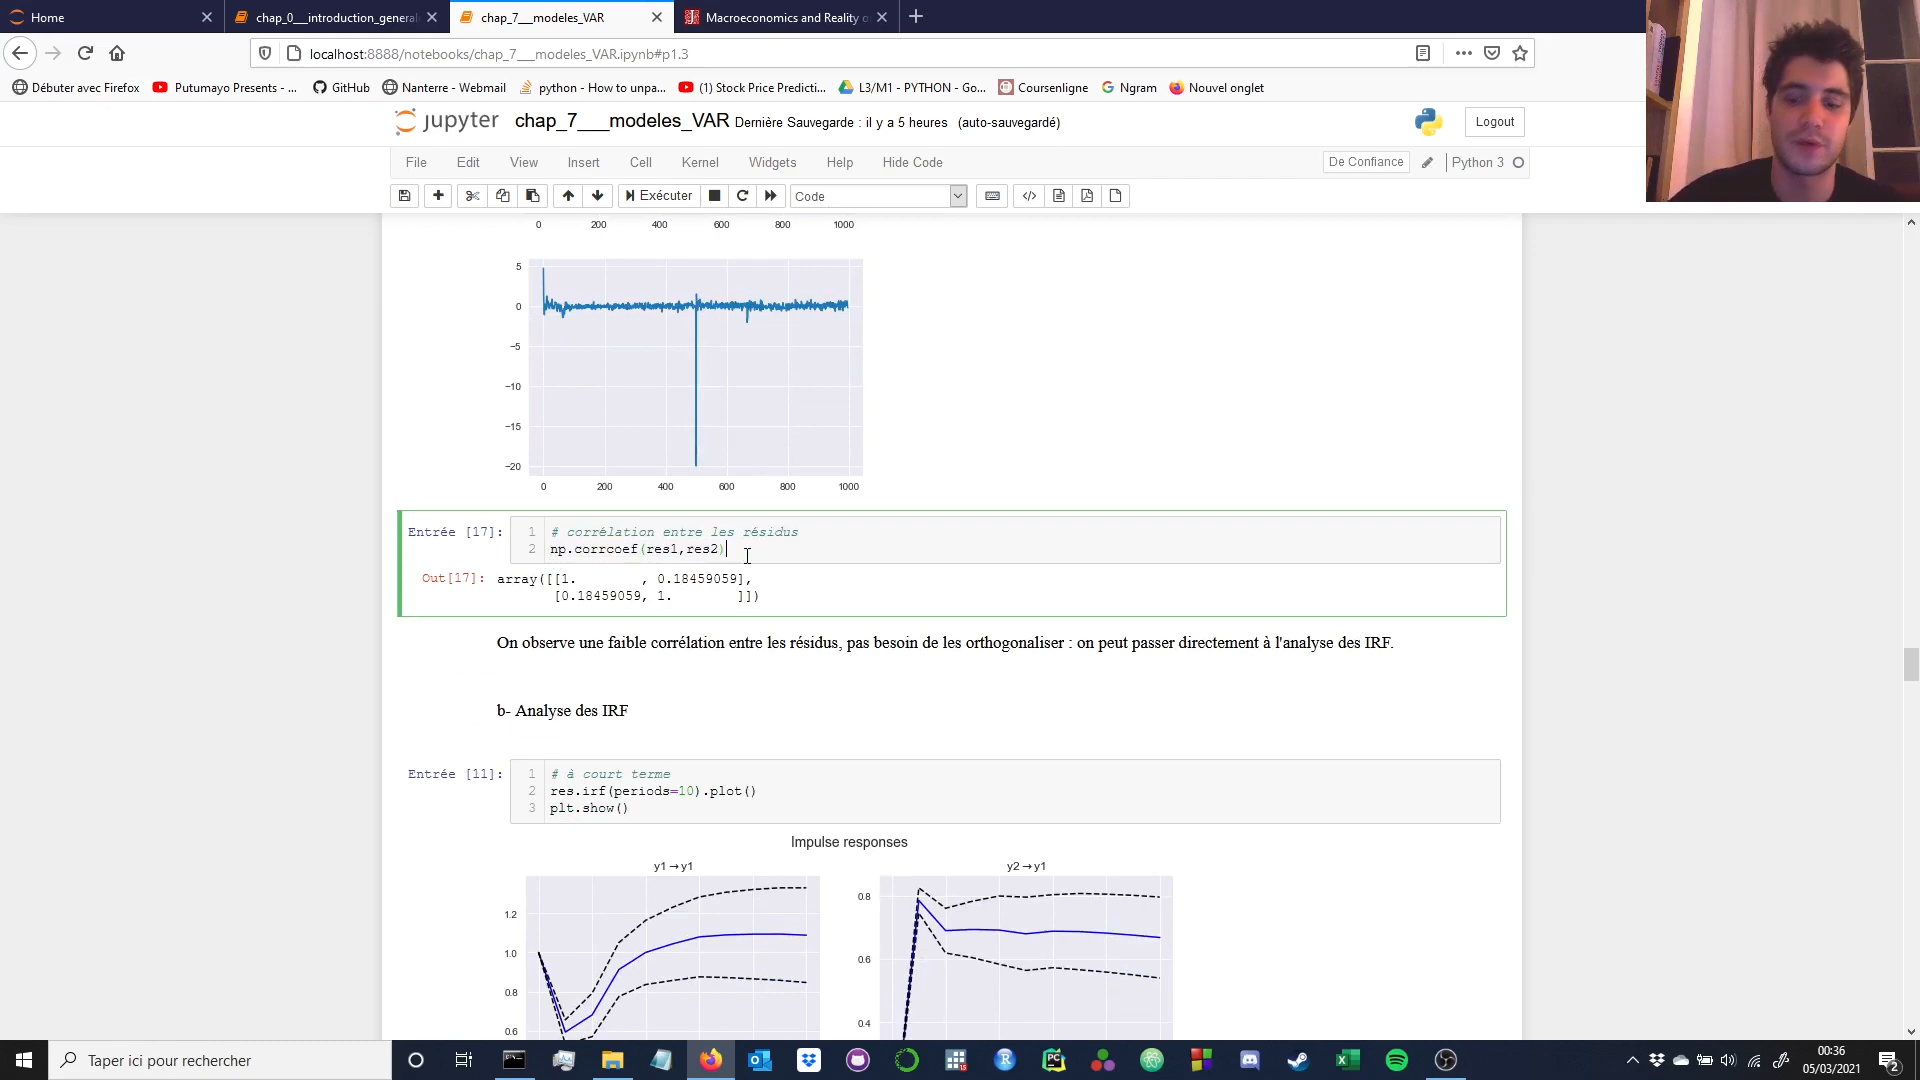 Home
chap_0__introduction_general
chap_7___modeles_VAR
Macroeconomics and Reality o
localhost:8888/notebooks/chap_7___modeles_VAR.ipynb#p1.3
Débuter avec Firefox
Putumayo Presents - ...
GitHub
Nanterre - Webmail
python - How to unpa...
(1) Stock Price Predicti...
L3/M1 - PYTHON - Go...
Coursenligne
Ngram
Nouvel onglet
jupyter chap_7___modeles_VAR Dernière Sauvegarde : il y a 5 heures (auto-sauvegardé)
Logout
File Edit View Insert Cell Kernel Widgets Help Hide Code
De Confiance
Python 3
Exécuter
Code
0 200 400 600 800 1000
5
0
−5
−10
−15
−20
0 200 400 600 800 1000
Entrée [17]:
1 # corrélation entre les résidus
2 np.corrcoef(res1,res2)
Out[17]: array([[1. , 0.18459059],
[0.18459059, 1. ]])
On observe une faible corrélation entre les résidus, pas besoin de les orthogonaliser : on peut passer directement à l'analyse des IRF.
b- Analyse des IRF
Entrée [11]:
1 # à court terme
2 res.irf(periods=10).plot()
3 plt.show()
Impulse responses
y1→y1
1.2
1.0
0.8
0.6
y2→y1
0.8
0.6
0.4
Taper ici pour rechercher
00:36
05/03/2021
2